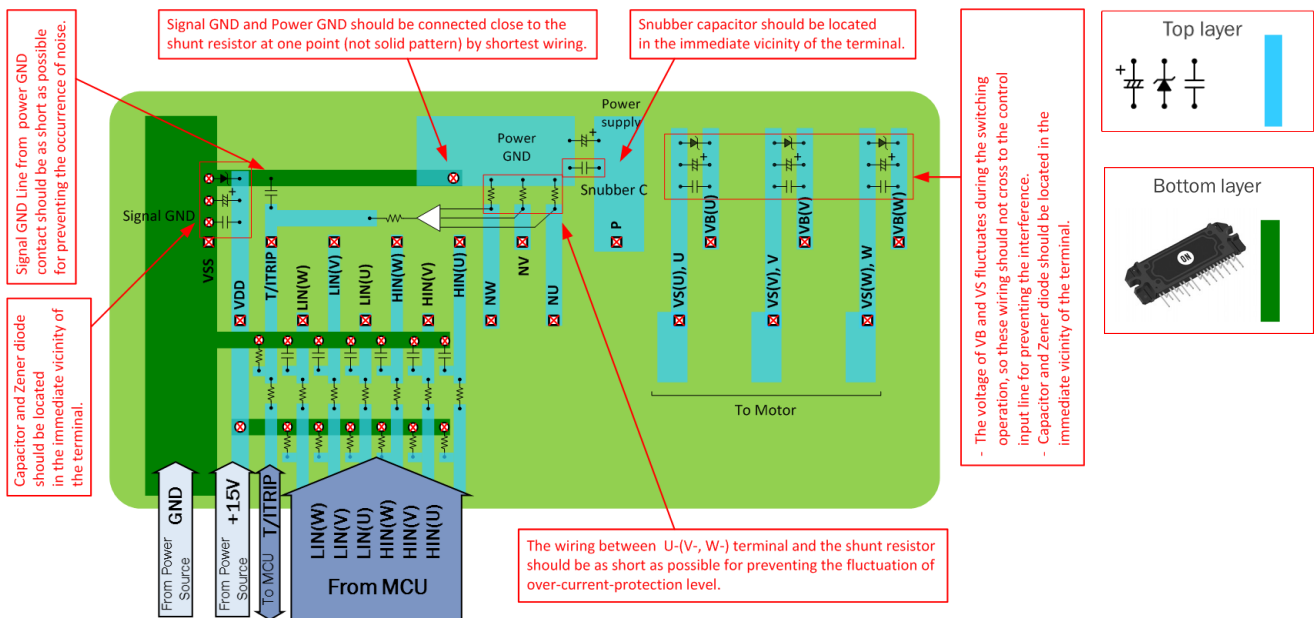 Signal GND Line from power GND
contact should be as short as possible
for preventing the occurrence of noise.
Signal GND and Power GND should be connected close to the
shunt resistor at one point (not solid pattern) by shortest wiring.
Snubber capacitor should be located
in the immediate vicinity of the terminal.
- The voltage of VB and VS fluctuates during the switching
operation, so these wiring should not cross to the control
input line for preventing the interference.
- Capacitor and Zener diode should be located in the
immediate vicinity of the terminal.
Top layer
+
Bottom layer
ON
Power
supply
+
Power
GND
Snubber C
+
+
+
+
Signal GND
VSS
VDD
T/ITRIP
LIN(W)
LIN(V)
LIN(U)
HIN(W)
HIN(V)
HIN(U)
NW
NV
NU
P
VS(U), U
VB(U)
VS(V), V
VB(V)
VS(W), W
VB(W)
To Motor
Capacitor and Zener diode
should be located
in the immediate vicinity of
the terminal.
From Power
Source
GND
From Power
Source
+15V
To MCU
T/ITRIP
LIN(W)
LIN(V)
LIN(U)
HIN(W)
HIN(V)
HIN(U)
From MCU
The wiring between U-(V-, W-) terminal and the shunt resistor
should be as short as possible for preventing the fluctuation of
over-current-protection level.